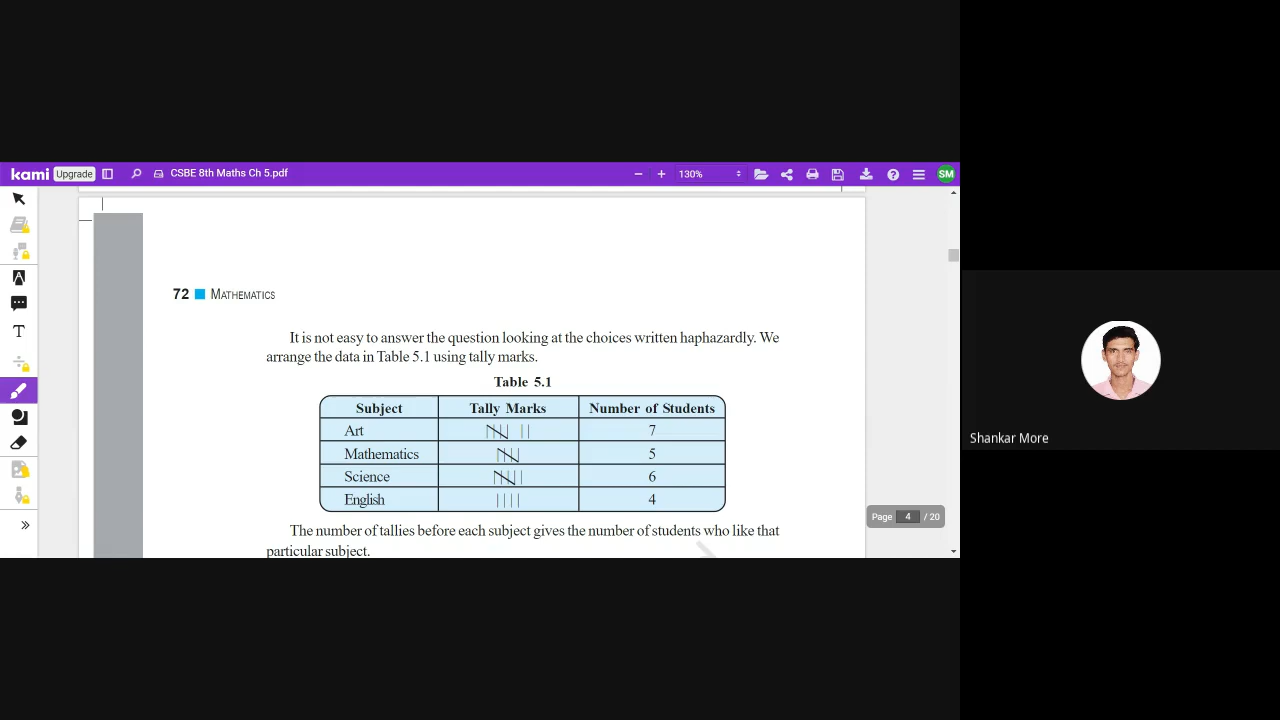 kami Upgrade CSBE 8th Maths Ch 5.pdf 130% SM
72 MATHEMATICS
It is not easy to answer the question looking at the choices written haphazardly. We
arrange the data in Table 5.1 using tally marks.
Table 5.1
Subject Tally Marks Number of Students
Art 7
Mathematics 5
Science 6
English 4
The number of tallies before each subject gives the number of students who like that
particular subject.
Page 4 / 20
Shankar More